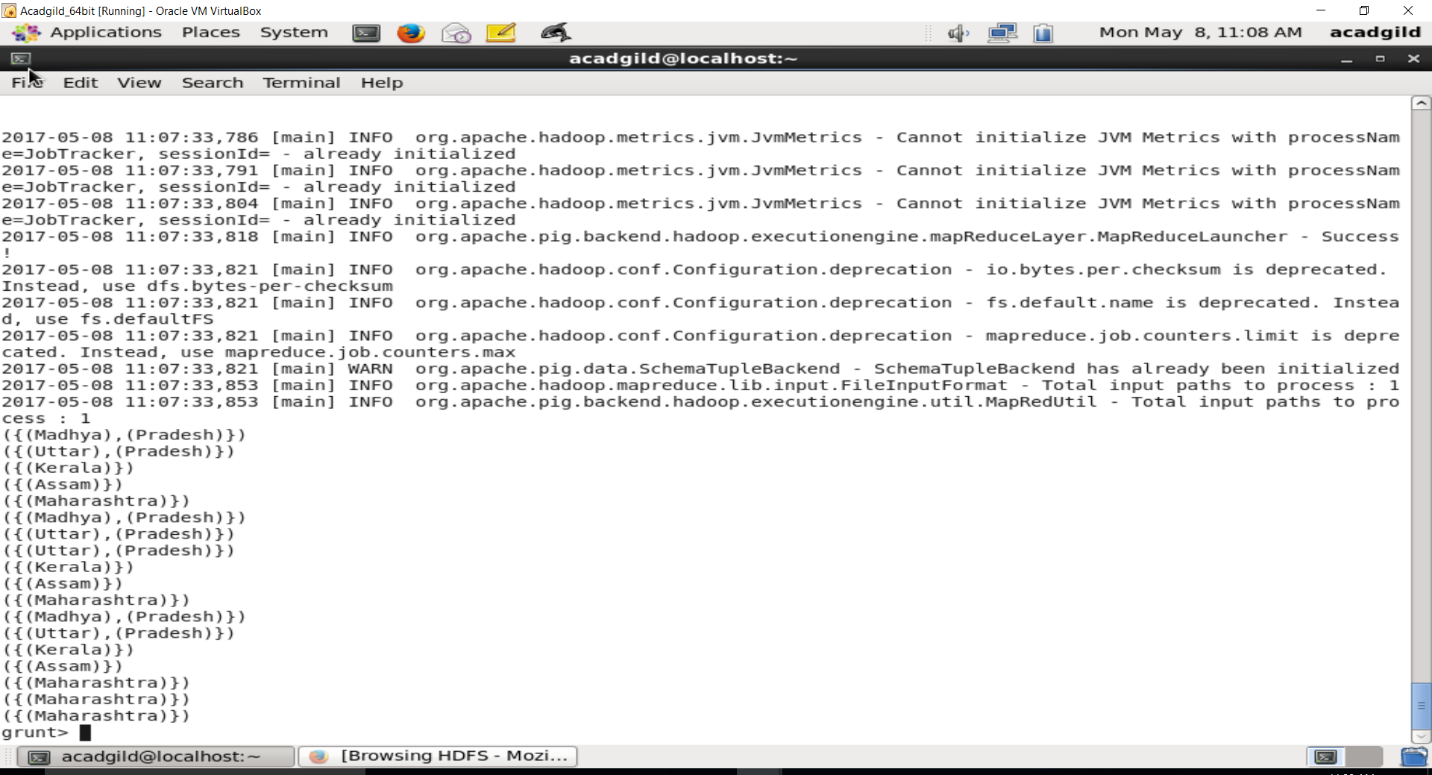 Acadgild_64bit [Running] - Oracle VM VirtualBox
Applications Places System Mon May 8, 11:08 AM acadgild
acadgild@localhost:~
File Edit View Search Terminal Help
2017-05-08 11:07:33,786 [main] INFO  org.apache.hadoop.metrics.jvm.JvmMetrics - Cannot initialize JVM Metrics with processNam
e=JobTracker, sessionId= - already initialized
2017-05-08 11:07:33,791 [main] INFO  org.apache.hadoop.metrics.jvm.JvmMetrics - Cannot initialize JVM Metrics with processNam
e=JobTracker, sessionId= - already initialized
2017-05-08 11:07:33,804 [main] INFO  org.apache.hadoop.metrics.jvm.JvmMetrics - Cannot initialize JVM Metrics with processNam
e=JobTracker, sessionId= - already initialized
2017-05-08 11:07:33,818 [main] INFO  org.apache.pig.backend.hadoop.executionengine.mapReduceLayer.MapReduceLauncher - Success
!
2017-05-08 11:07:33,821 [main] INFO  org.apache.hadoop.conf.Configuration.deprecation - io.bytes.per.checksum is deprecated.
Instead, use dfs.bytes-per-checksum
2017-05-08 11:07:33,821 [main] INFO  org.apache.hadoop.conf.Configuration.deprecation - fs.default.name is deprecated. Instea
d, use fs.defaultFS
2017-05-08 11:07:33,821 [main] INFO  org.apache.hadoop.conf.Configuration.deprecation - mapreduce.job.counters.limit is depre
cated. Instead, use mapreduce.job.counters.max
2017-05-08 11:07:33,821 [main] WARN  org.apache.pig.data.SchemaTupleBackend - SchemaTupleBackend has already been initialized
2017-05-08 11:07:33,853 [main] INFO  org.apache.hadoop.mapreduce.lib.input.FileInputFormat - Total input paths to process : 1
2017-05-08 11:07:33,853 [main] INFO  org.apache.pig.backend.hadoop.executionengine.util.MapRedUtil - Total input paths to pro
cess : 1
({(Madhya),(Pradesh)})
({(Uttar),(Pradesh)})
({(Kerala)})
({(Assam)})
({(Maharashtra)})
({(Madhya),(Pradesh)})
({(Uttar),(Pradesh)})
({(Uttar),(Pradesh)})
({(Kerala)})
({(Assam)})
({(Maharashtra)})
({(Madhya),(Pradesh)})
({(Uttar),(Pradesh)})
({(Kerala)})
({(Assam)})
({(Maharashtra)})
({(Maharashtra)})
({(Maharashtra)})
grunt>
acadgild@localhost:~ [Browsing HDFS - Mozi...